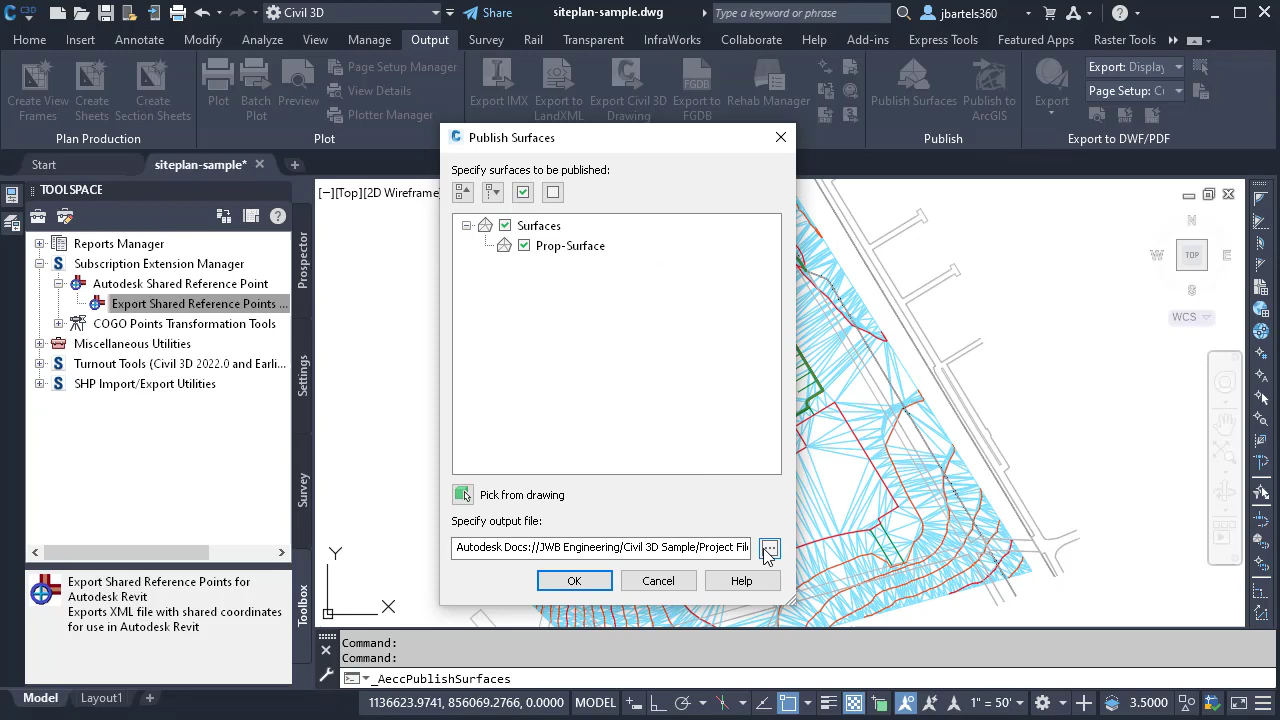 C3D
Civil 3D
Share
siteplan-sample.dwg
Type a keyword or phrase
jbartels360
Home
Insert
Annotate
Modify
Analyze
View
Manage
Output
Survey
Rail
Transparent
InfraWorks
Collaborate
Help
Add-ins
Express Tools
Featured Apps
Raster Tools
Create View Frames
Create Sheets
Create Section Sheets
Plan Production
Plot
Batch Plot
Preview
Page Setup Manager
View Details
Plotter Manager
Plot
Export IMX
Export to LandXML
Export Civil 3D Drawing
FGDB
Export to FGDB
Rehab Manager
Publish Surfaces
Publish to ArcGIS
Publish
Export
Export: Display
Page Setup: Cu
Export to DWF/PDF
Start
siteplan-sample*
TOOLSPACE
Reports Manager
Suscription Extension Manager
Autodesk Shared Reference Point
Export Shared Reference Points ...
COGO Points Transformation Tools
Miscellaneous Utilities
Turnout Tools (Civil 3D 2022.0 and Earli...
SHP Import/Export Utilities
Prospector
Settings
Survey
Toolbox
Export Shared Reference Points for
Autodesk Revit
Exports XML file with shared coordinates
for use in Autodesk Revit
[−][Top][2D Wireframe
Publish Surfaces
Specify surfaces to be published:
Surfaces
Prop-Surface
Pick from drawing
Specify output file:
Autodesk Docs://JWB Engineering/Civil 3D Sample/Project Fil
OK
Cancel
Help
N
W
TOP
E
S
WCS
Y
X
Command:
Command:
_AeccPublishSurfaces
Model
Layout1
1136623.9741, 856069.2766, 0.0000
MODEL
1" = 50'
3.5000